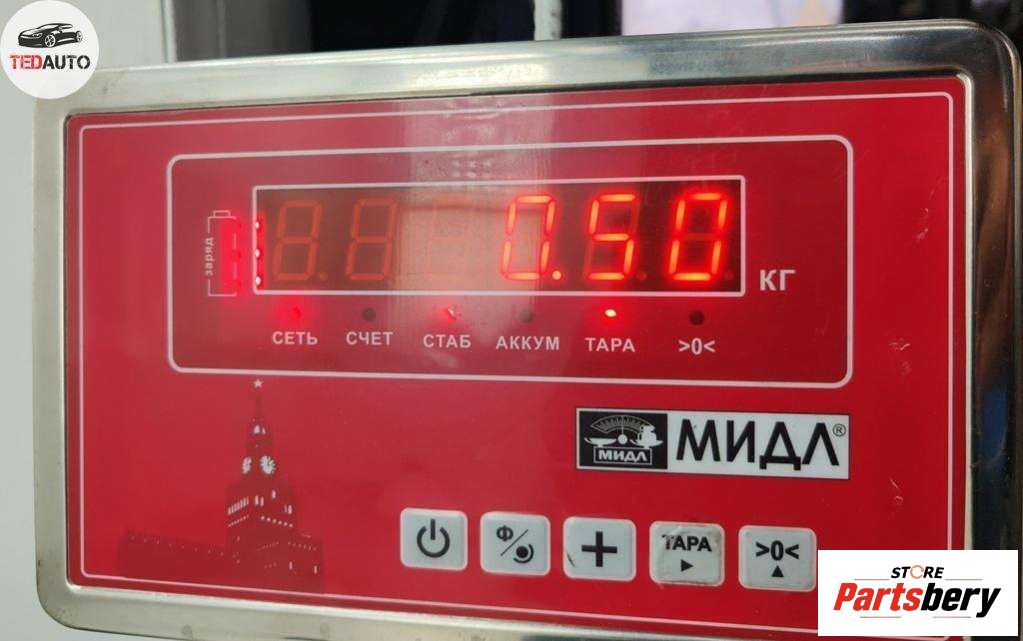 TEDAUTO
заряд
0.50
КГ
СЕТЬ СЧЕТ СТАБ АККУМ ТАРА >0<
МИДЛ МИДЛ®
Ф ТАРА >0<
STORE
Partsbery